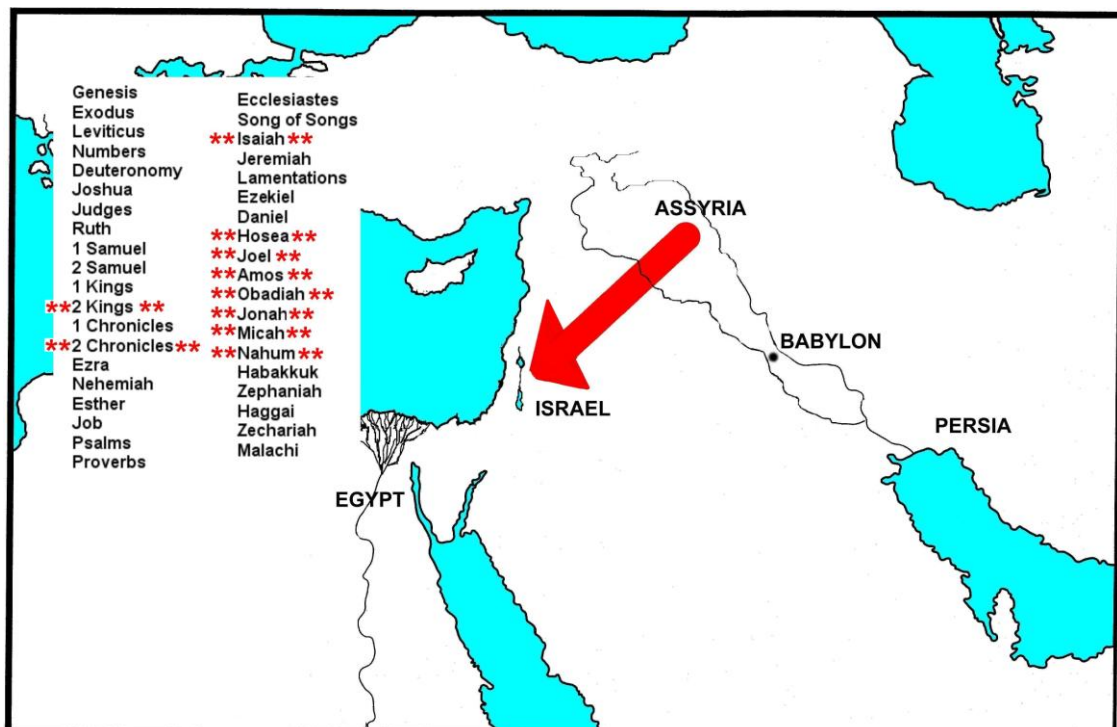 Genesis
Exodus
Leviticus
Numbers
Deuteronomy
Joshua
Judges
Ruth
1 Samuel
2 Samuel
1 Kings
**2 Kings **
1 Chronicles
**2 Chronicles**
Ezra
Nehemiah
Esther
Job
Psalms
Proverbs
Ecclesiastes
Song of Songs
**Isaiah **
Jeremiah
Lamentations
Ezekiel
Daniel
**Hosea **
**Joel **
**Amos **
**Obadiah **
**Jonah **
**Micah **
**Nahum **
Habakkuk
Zephaniah
Haggai
Zechariah
Malachi
ASSYRIA
BABYLON
ISRAEL
PERSIA
EGYPT